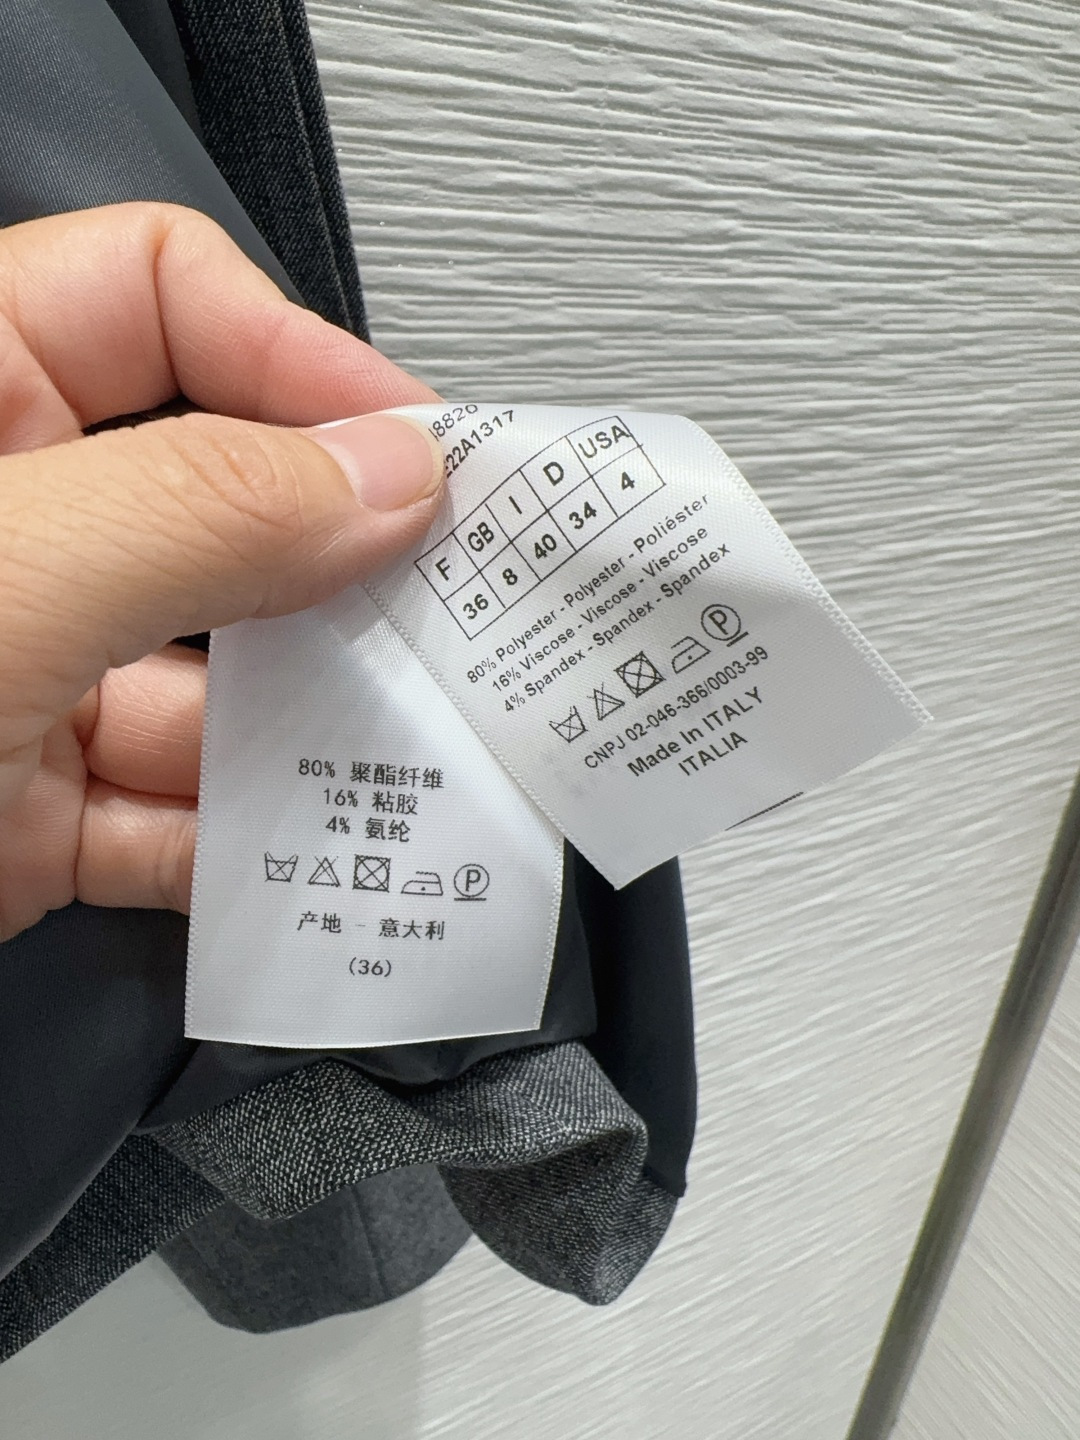 8820
22A1317
F GB I D USA
36 8 40 34 4
80% Polyester - Polyester - Poliéster
16% Viscose - Viscose - Viscose
4% Spandex - Spandex - Spandex
P
CNPJ 02-046-366/0003-99
Made In ITALY
ITALIA
80% 聚酯纤维
16% 粘胶
4% 氨纶
P
产地 - 意大利
(36)